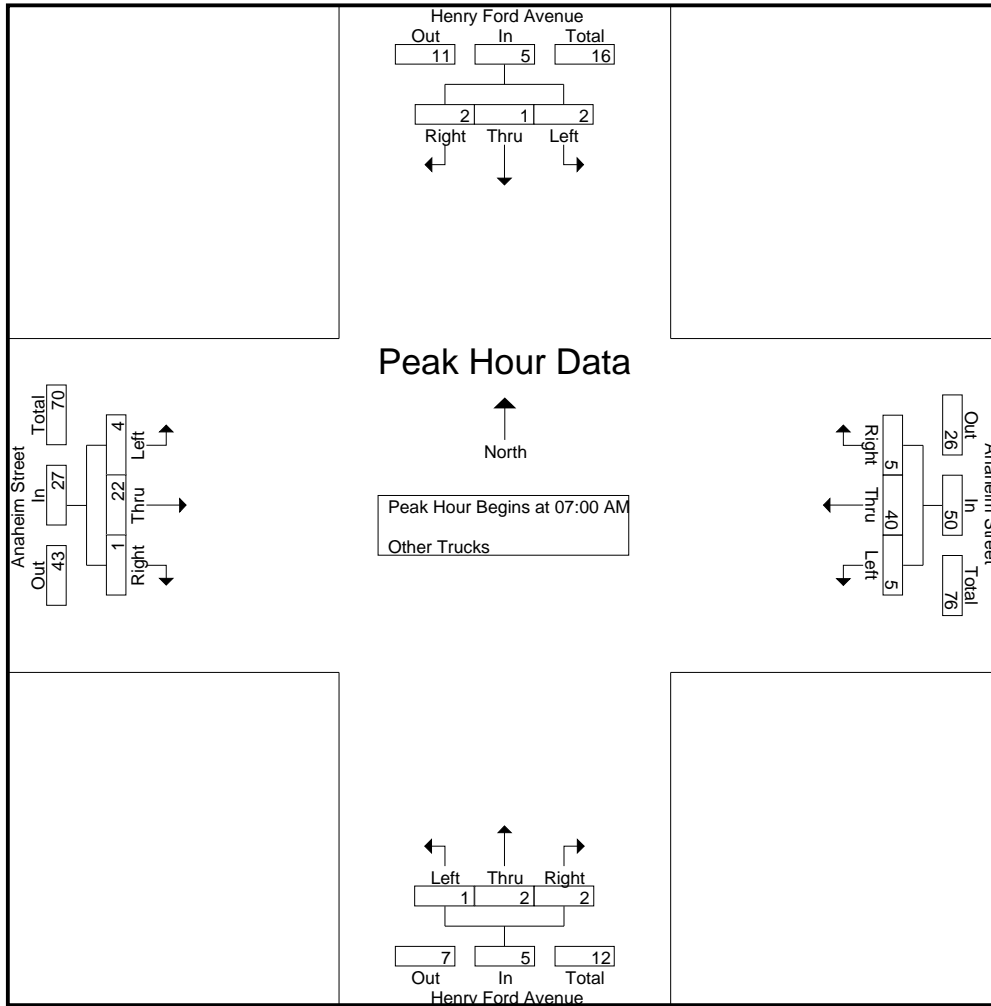 Henry Ford Avenue
Out In Total
11 5 16
2 1 2
Right Thru Left
Peak Hour Data
North
Peak Hour Begins at 07:00 AM
Other Trucks
Anaheim Street
Total In Out
70 27 43
4 22 1
Left Thru Right
Right Thru Left
5 40 5
26 50 76
Out In Total
Anaheim Street
Left Thru Right
1 2 2
7 5 12
Out In Total
Henry Ford Avenue